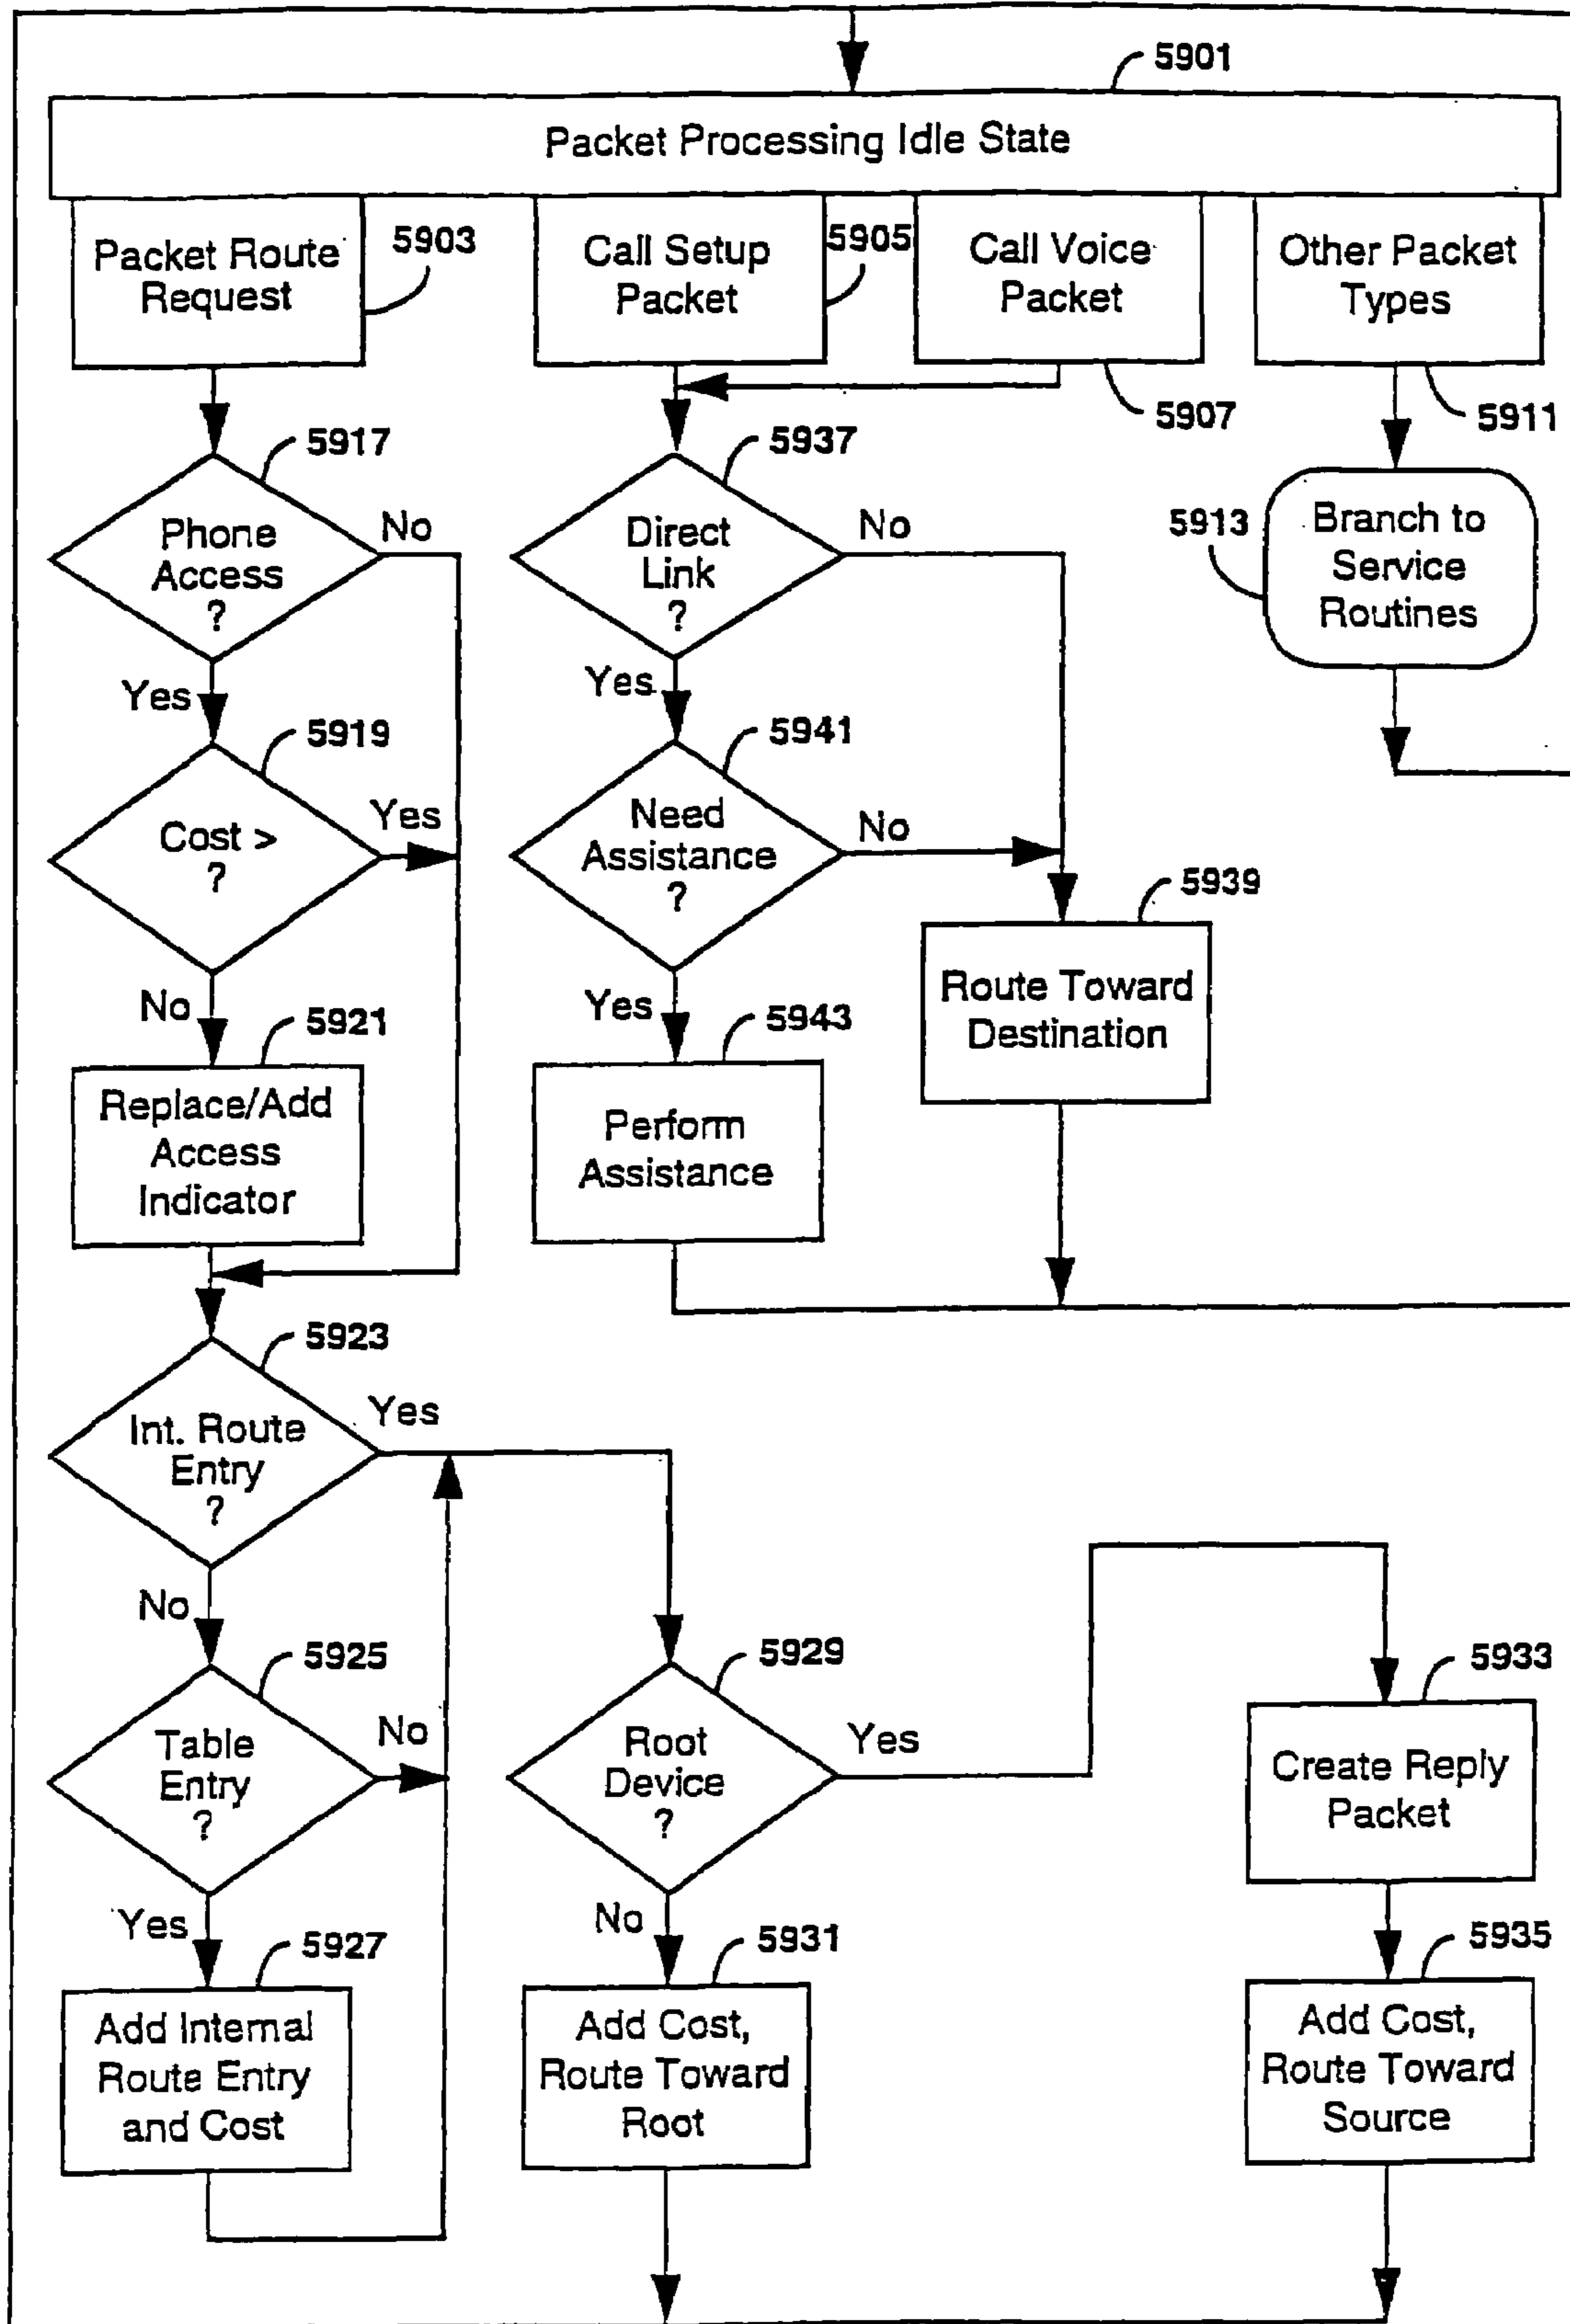 5901
Packet Processing Idle State
Packet Route
Request
5903
Call Setup
Packet
5905
Call Voice
Packet
5907
Other Packet
Types
5911
5917
Phone
Access
?
No
Yes
5937
Direct
Link
?
No
Yes
5913
Branch to
Service
Routines
5919
Cost >
?
Yes
No
5941
Need
Assistance
?
No
Yes
5939
Route Toward
Destination
5921
Replace/Add
Access
Indicator
5943
Perform
Assistance
5923
Int. Route
Entry
?
Yes
No
5925
Table
Entry
?
No
Yes
5929
Root
Device
?
Yes
No
5933
Create Reply
Packet
5927
Add Internal
Route Entry
and Cost
5931
Add Cost,
Route Toward
Root
5935
Add Cost,
Route Toward
Source